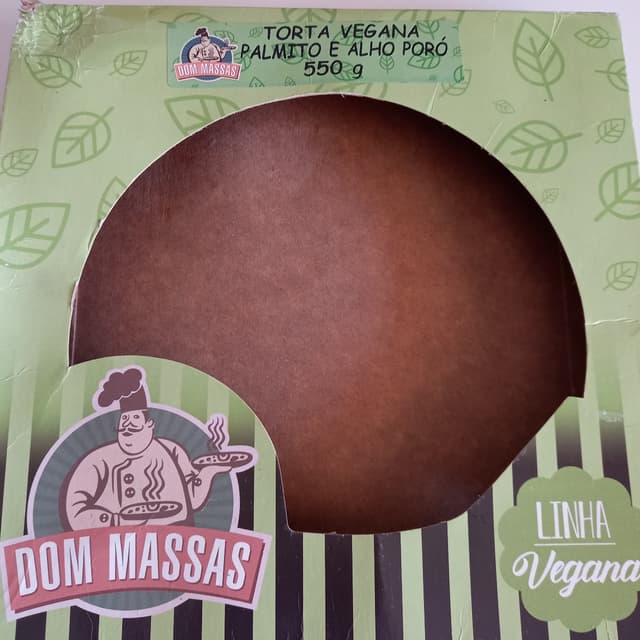 TORTA VEGANA
PALMITO E ALHO PORÓ
550 g
DOM MASSAS
DOM MASSAS
LINHA
Vegana